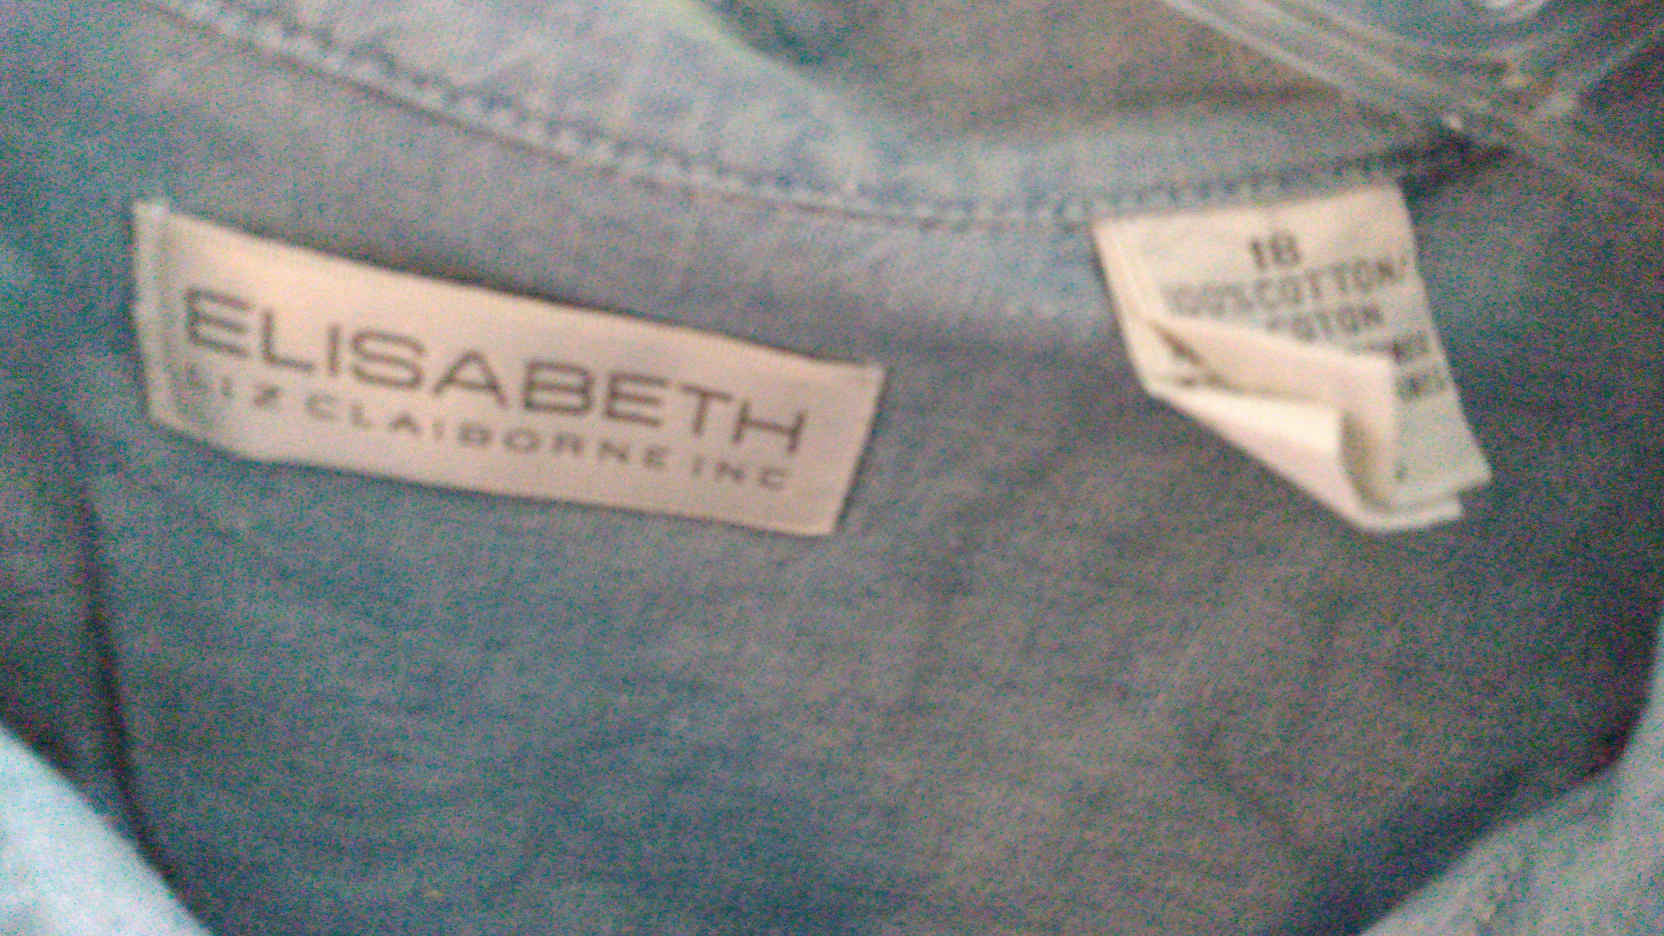 ELISABETH
LIZ CLAIBORNE INC
18
100% COTTON/
COTON